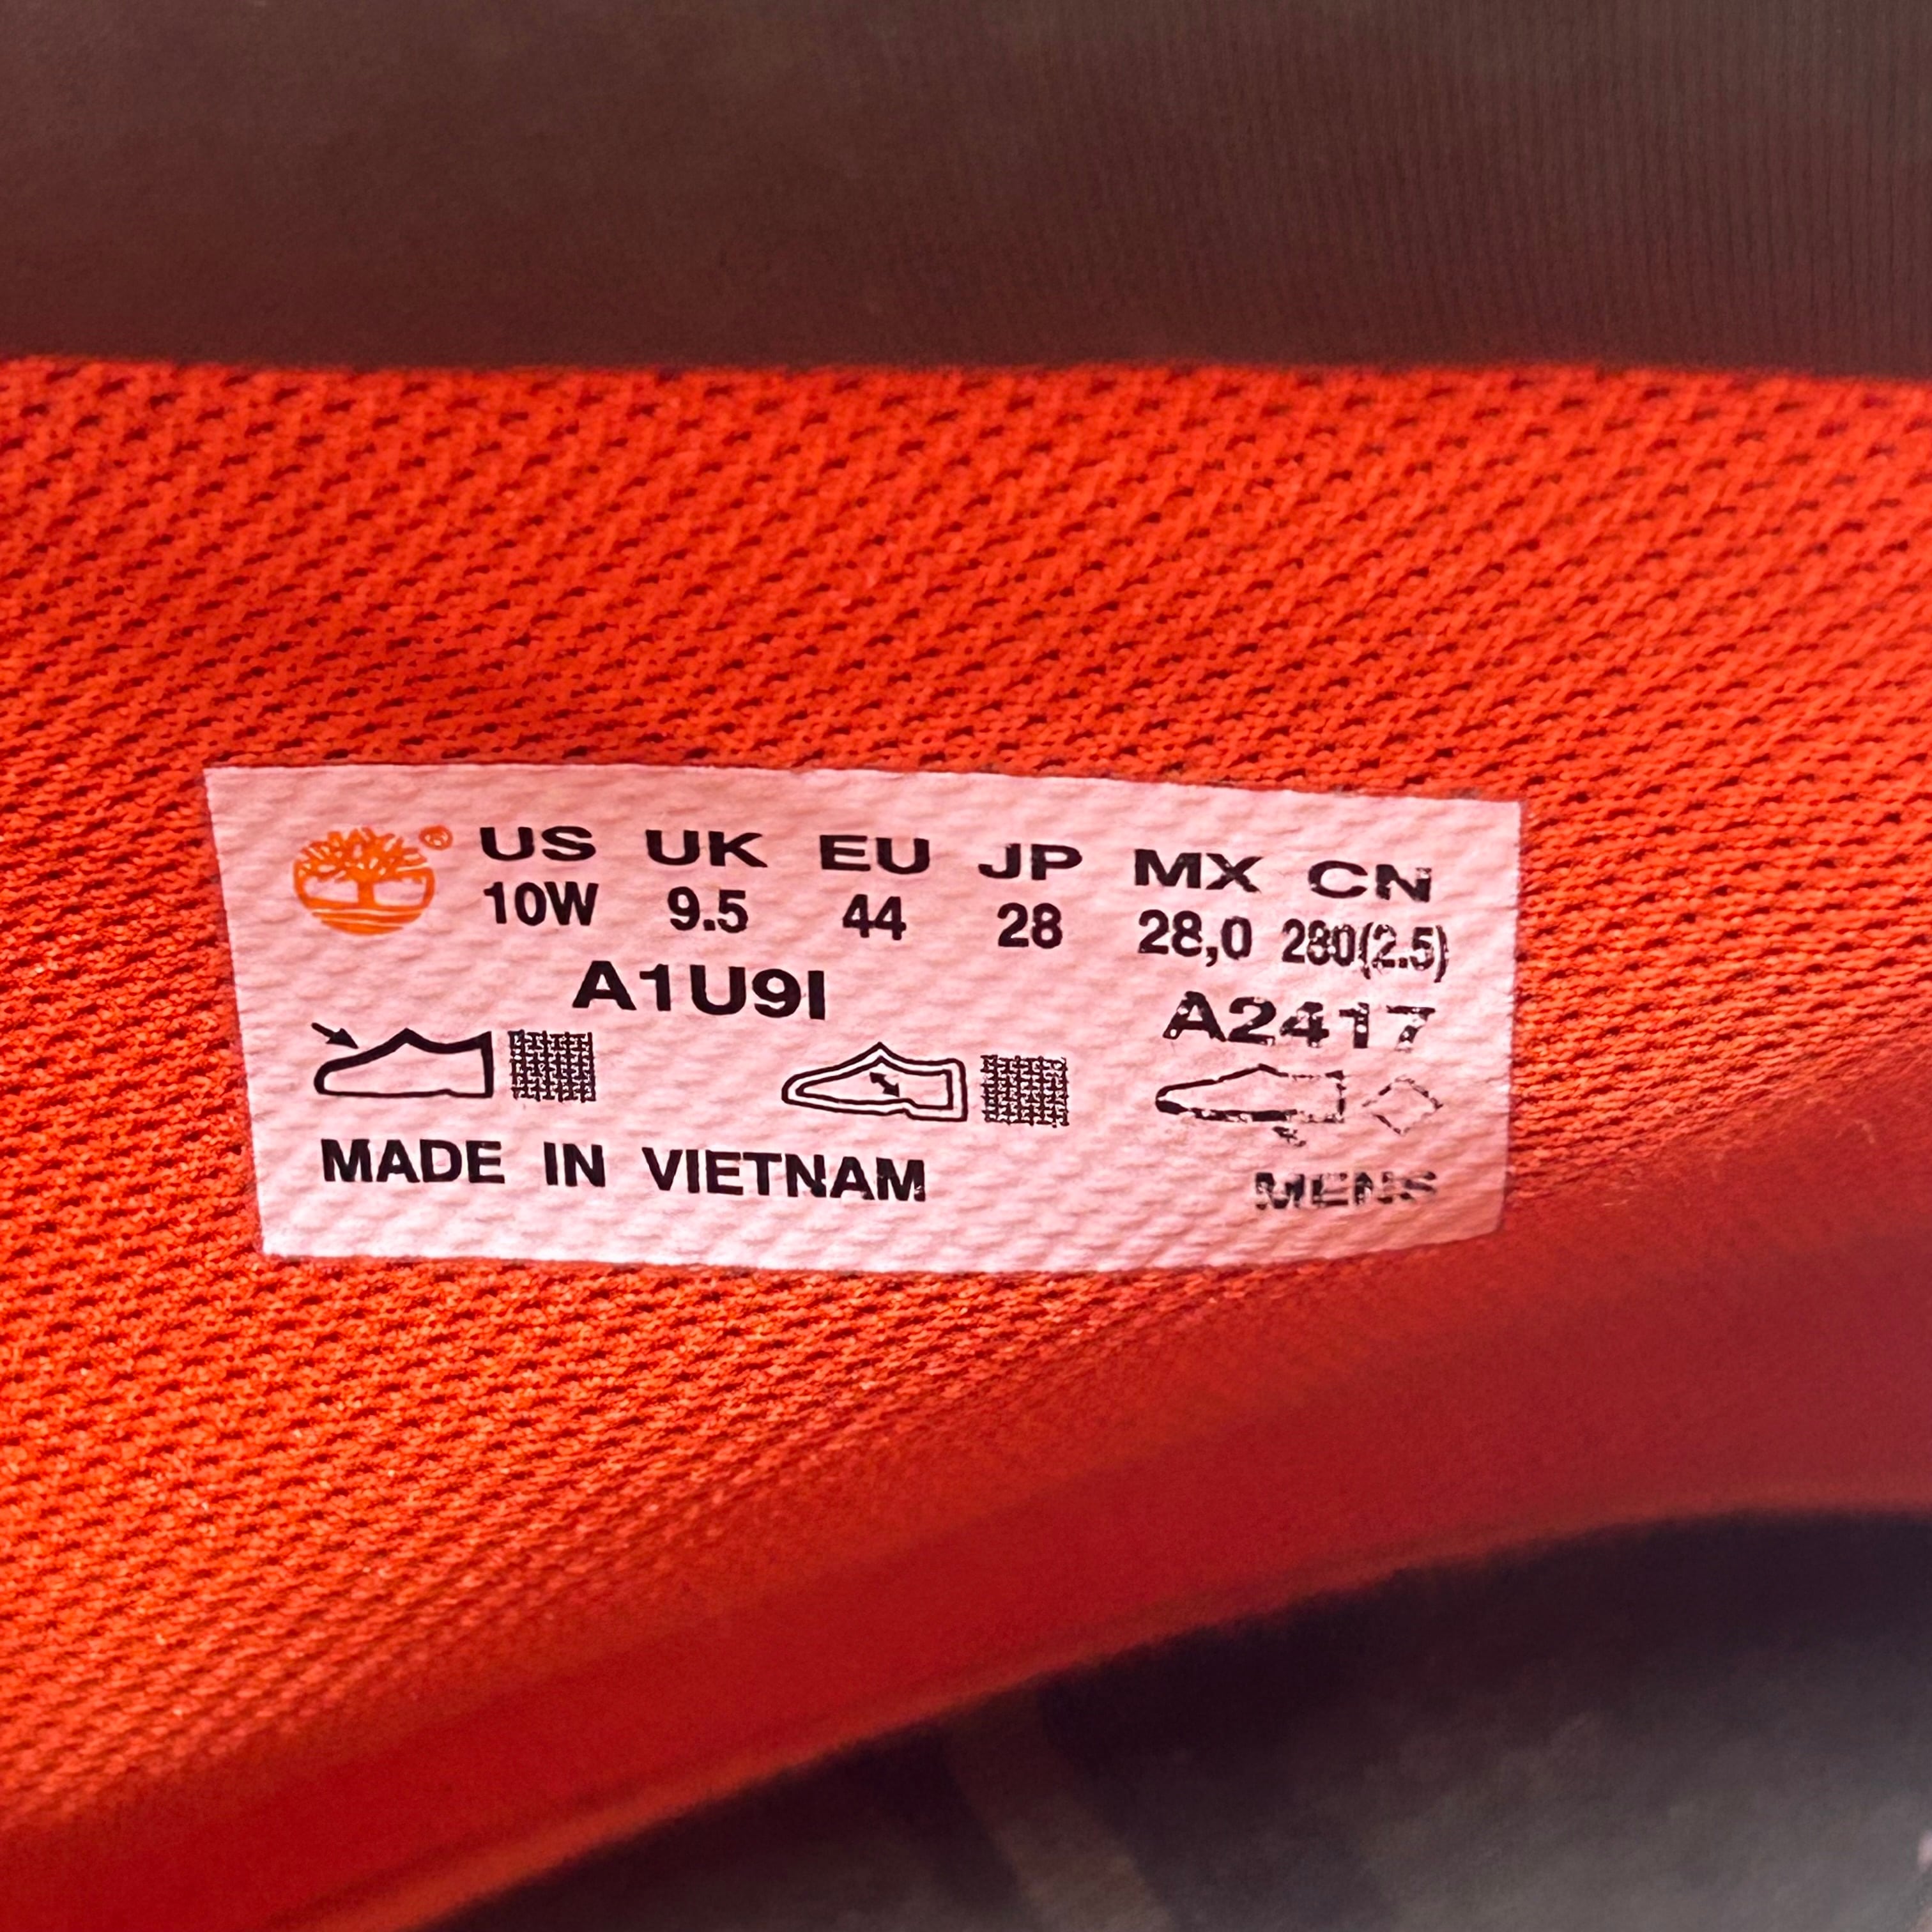 ® US UK EU JP MX CN
10W 9.5 44 28 28,0 280(2.5)
A1U9I A2417
MADE IN VIETNAM MENS